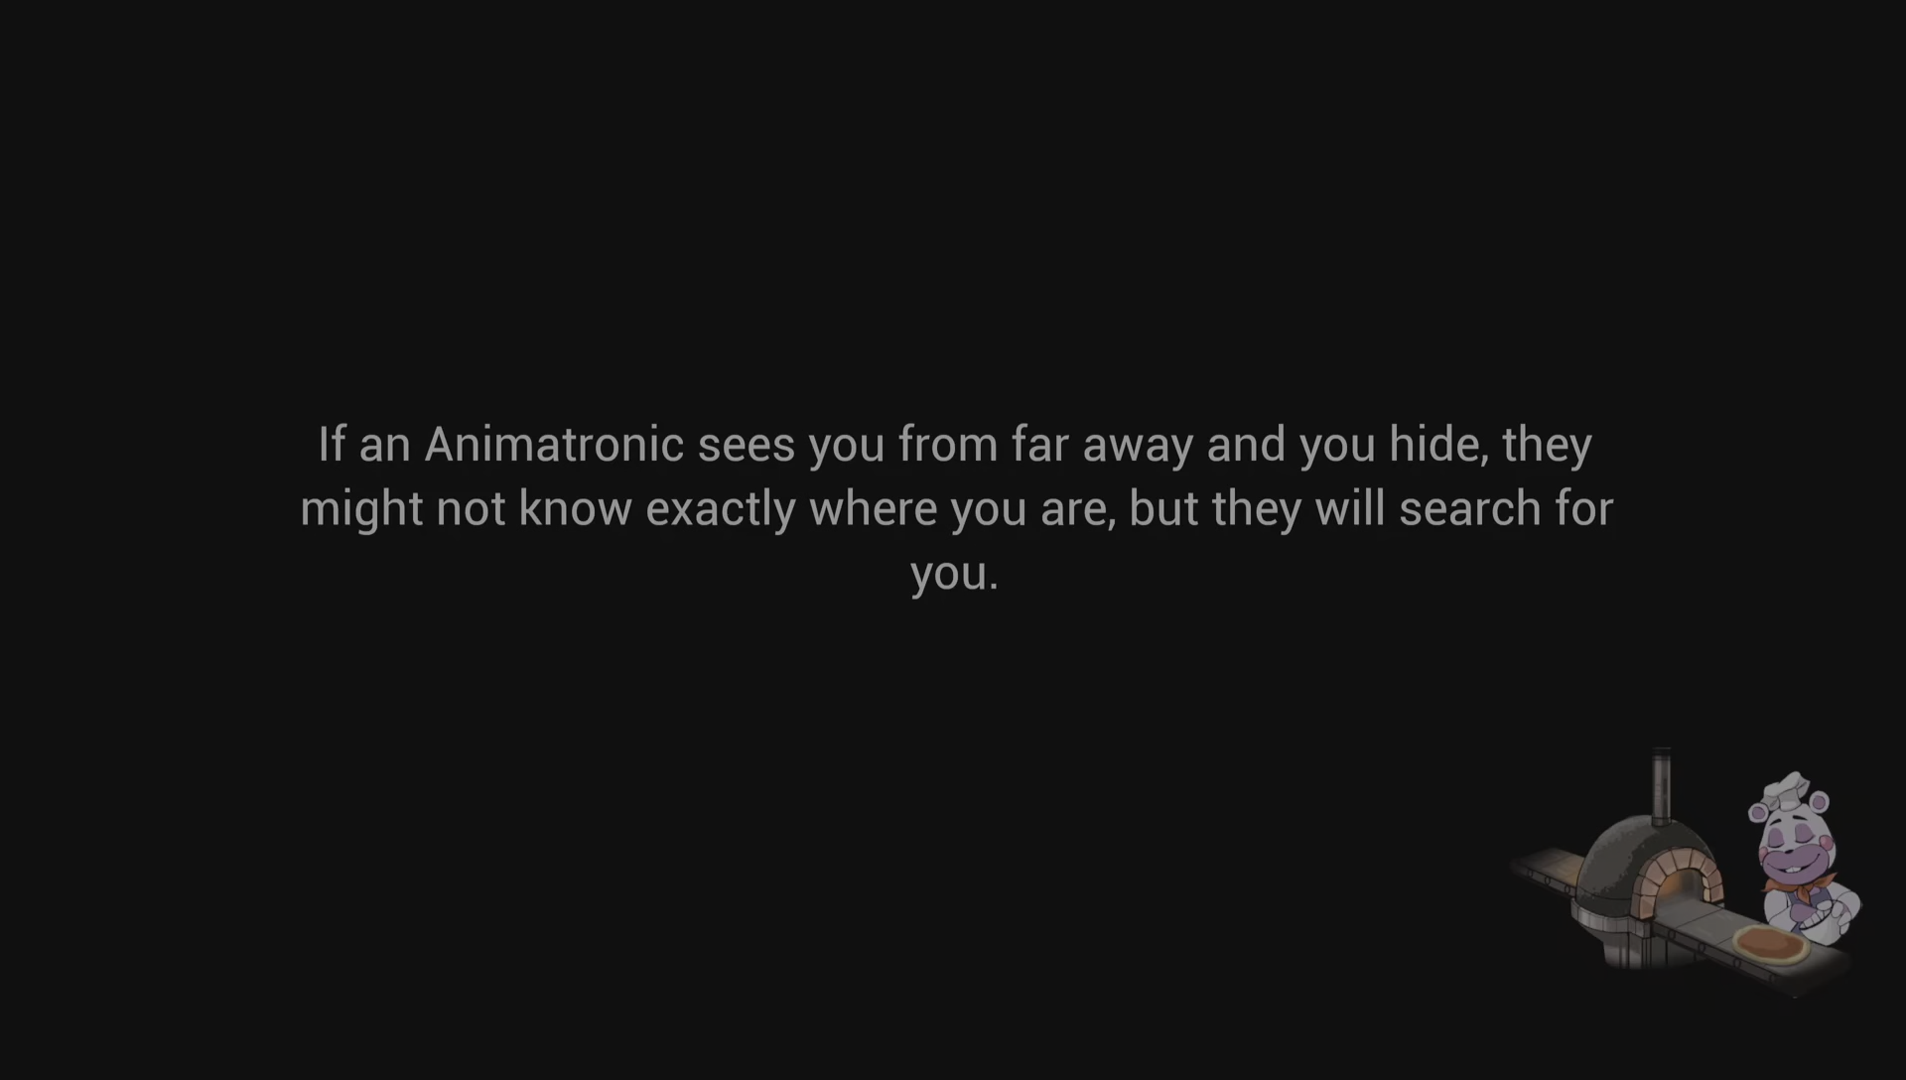 If an Animatronic sees you from far away and you hide, they
might not know exactly where you are, but they will search for
you.